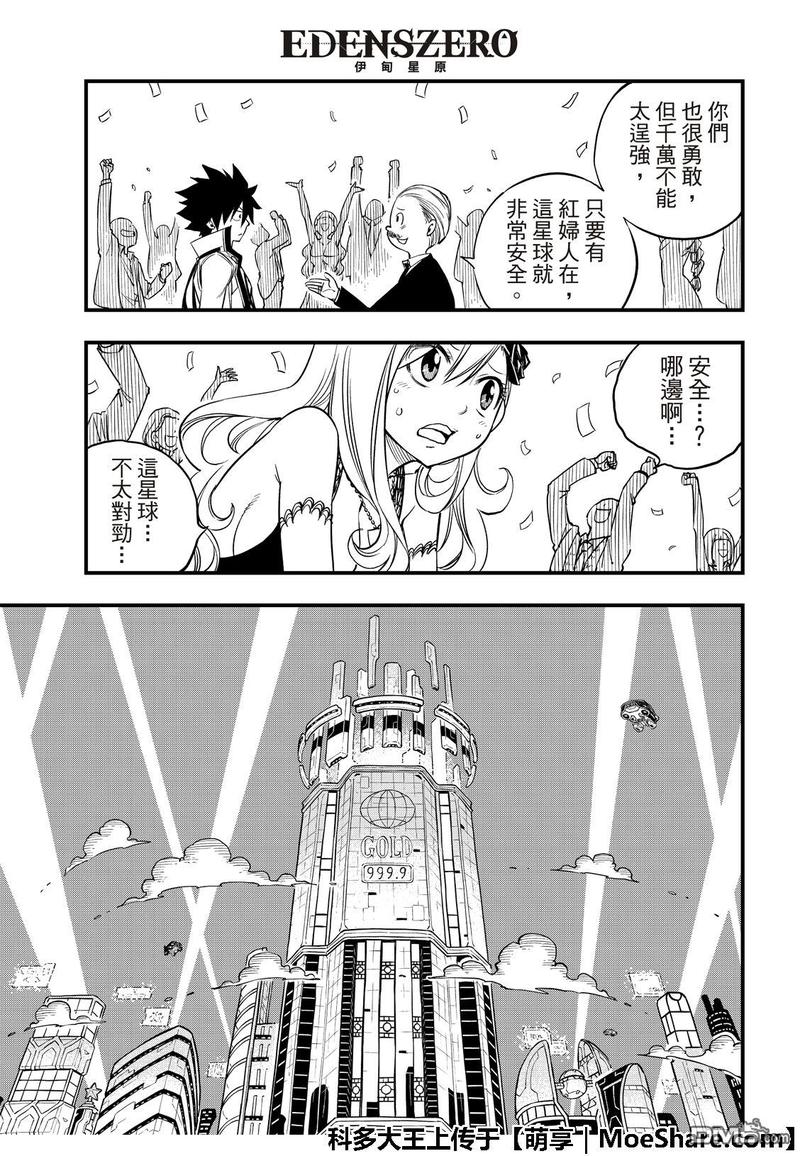 EDENSZERO
伊甸星原
你們
也很勇敢，
但千萬不能
太逞強，
只要有
紅婦人在，
這星球就
非常安全。
安全…？
哪邊啊…
這星球…
不太對勁…
GOLD
999.9
科多大王上传于【萌享｜MoeShare.com】